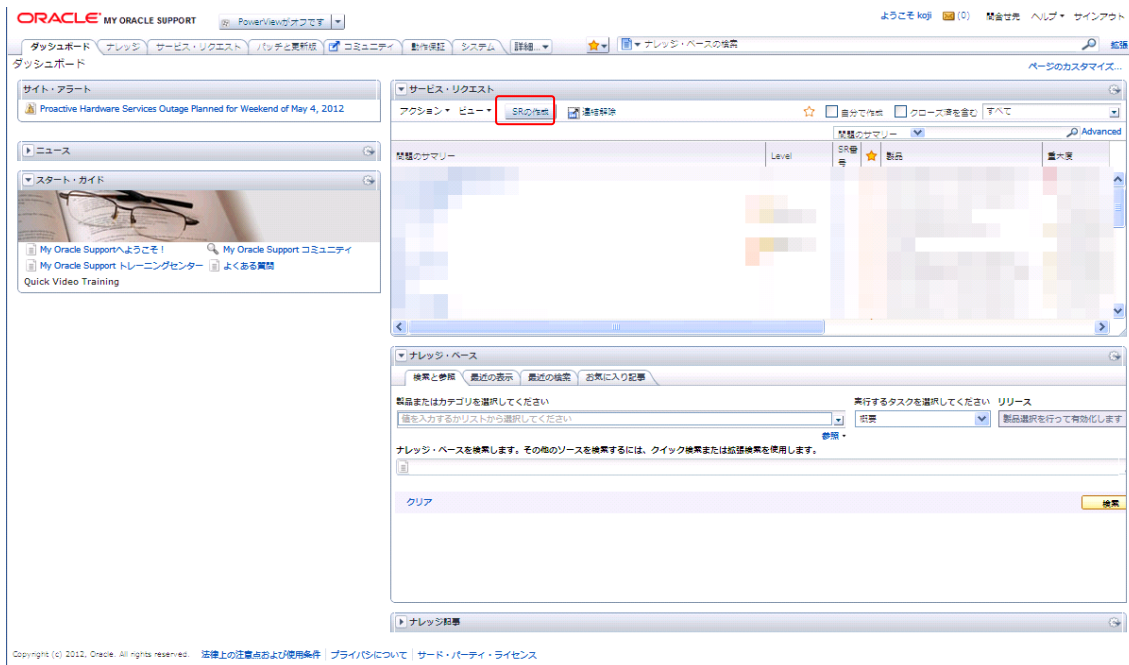 ORACLE MY ORACLE SUPPORT PowerViewがオフです ようこそ koji (0) 問合せ先 ヘルプ サインアウト
ダッシュボード ナレッジ サービス・リクエスト パッチと更新版 コミュニティ 動作保証 システム 詳細... ナレッジ・ベースの検索 拡張
ダッシュボード ページのカスタマイズ...
サイト・アラート
Proactive Hardware Services Outage Planned for Weekend of May 4, 2012
ニュース
スタート・ガイド
My Oracle Supportへようこそ！ My Oracle Support コミュニティ
My Oracle Support トレーニングセンター よくある質問
Quick Video Training
サービス・リクエスト
アクション ビュー SRの作成 連結解除 自分で作成 クローズ済を含む すべて
問題のサマリー Advanced
問題のサマリー Level SR番号 製品 重大度
ナレッジ・ベース
検索と参照 最近の表示 最近の検索 お気に入り記事
製品またはカテゴリを選択してください 実行するタスクを選択してください リリース
値を入力するかリストから選択してください 概要 製品選択を行って有効化します
参照
ナレッジ・ベースを検索します。その他のソースを検索するには、クイック検索または拡張検索を使用します。
クリア 検索
ナレッジ記事
Copyright (c) 2012, Oracle. All rights reserved. 法律上の注意点および使用条件 プライバシについて サード・パーティ・ライセンス